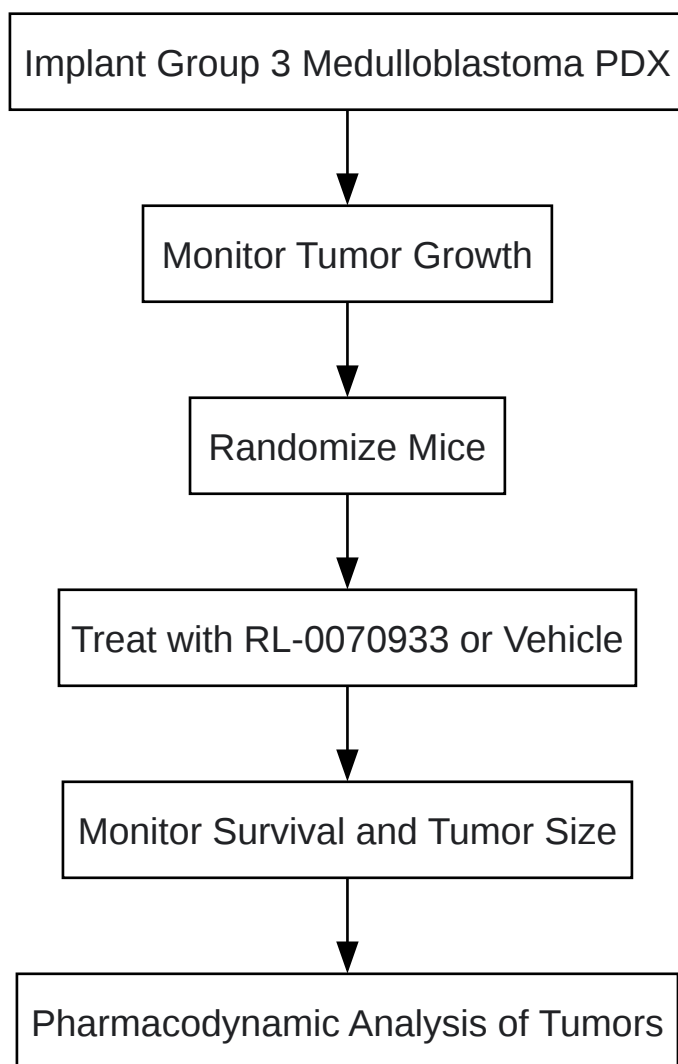 Implant Group 3 Medulloblastoma PDX
Monitor Tumor Growth
Randomize Mice
Treat with RL-0070933 or Vehicle
Monitor Survival and Tumor Size
Pharmacodynamic Analysis of Tumors